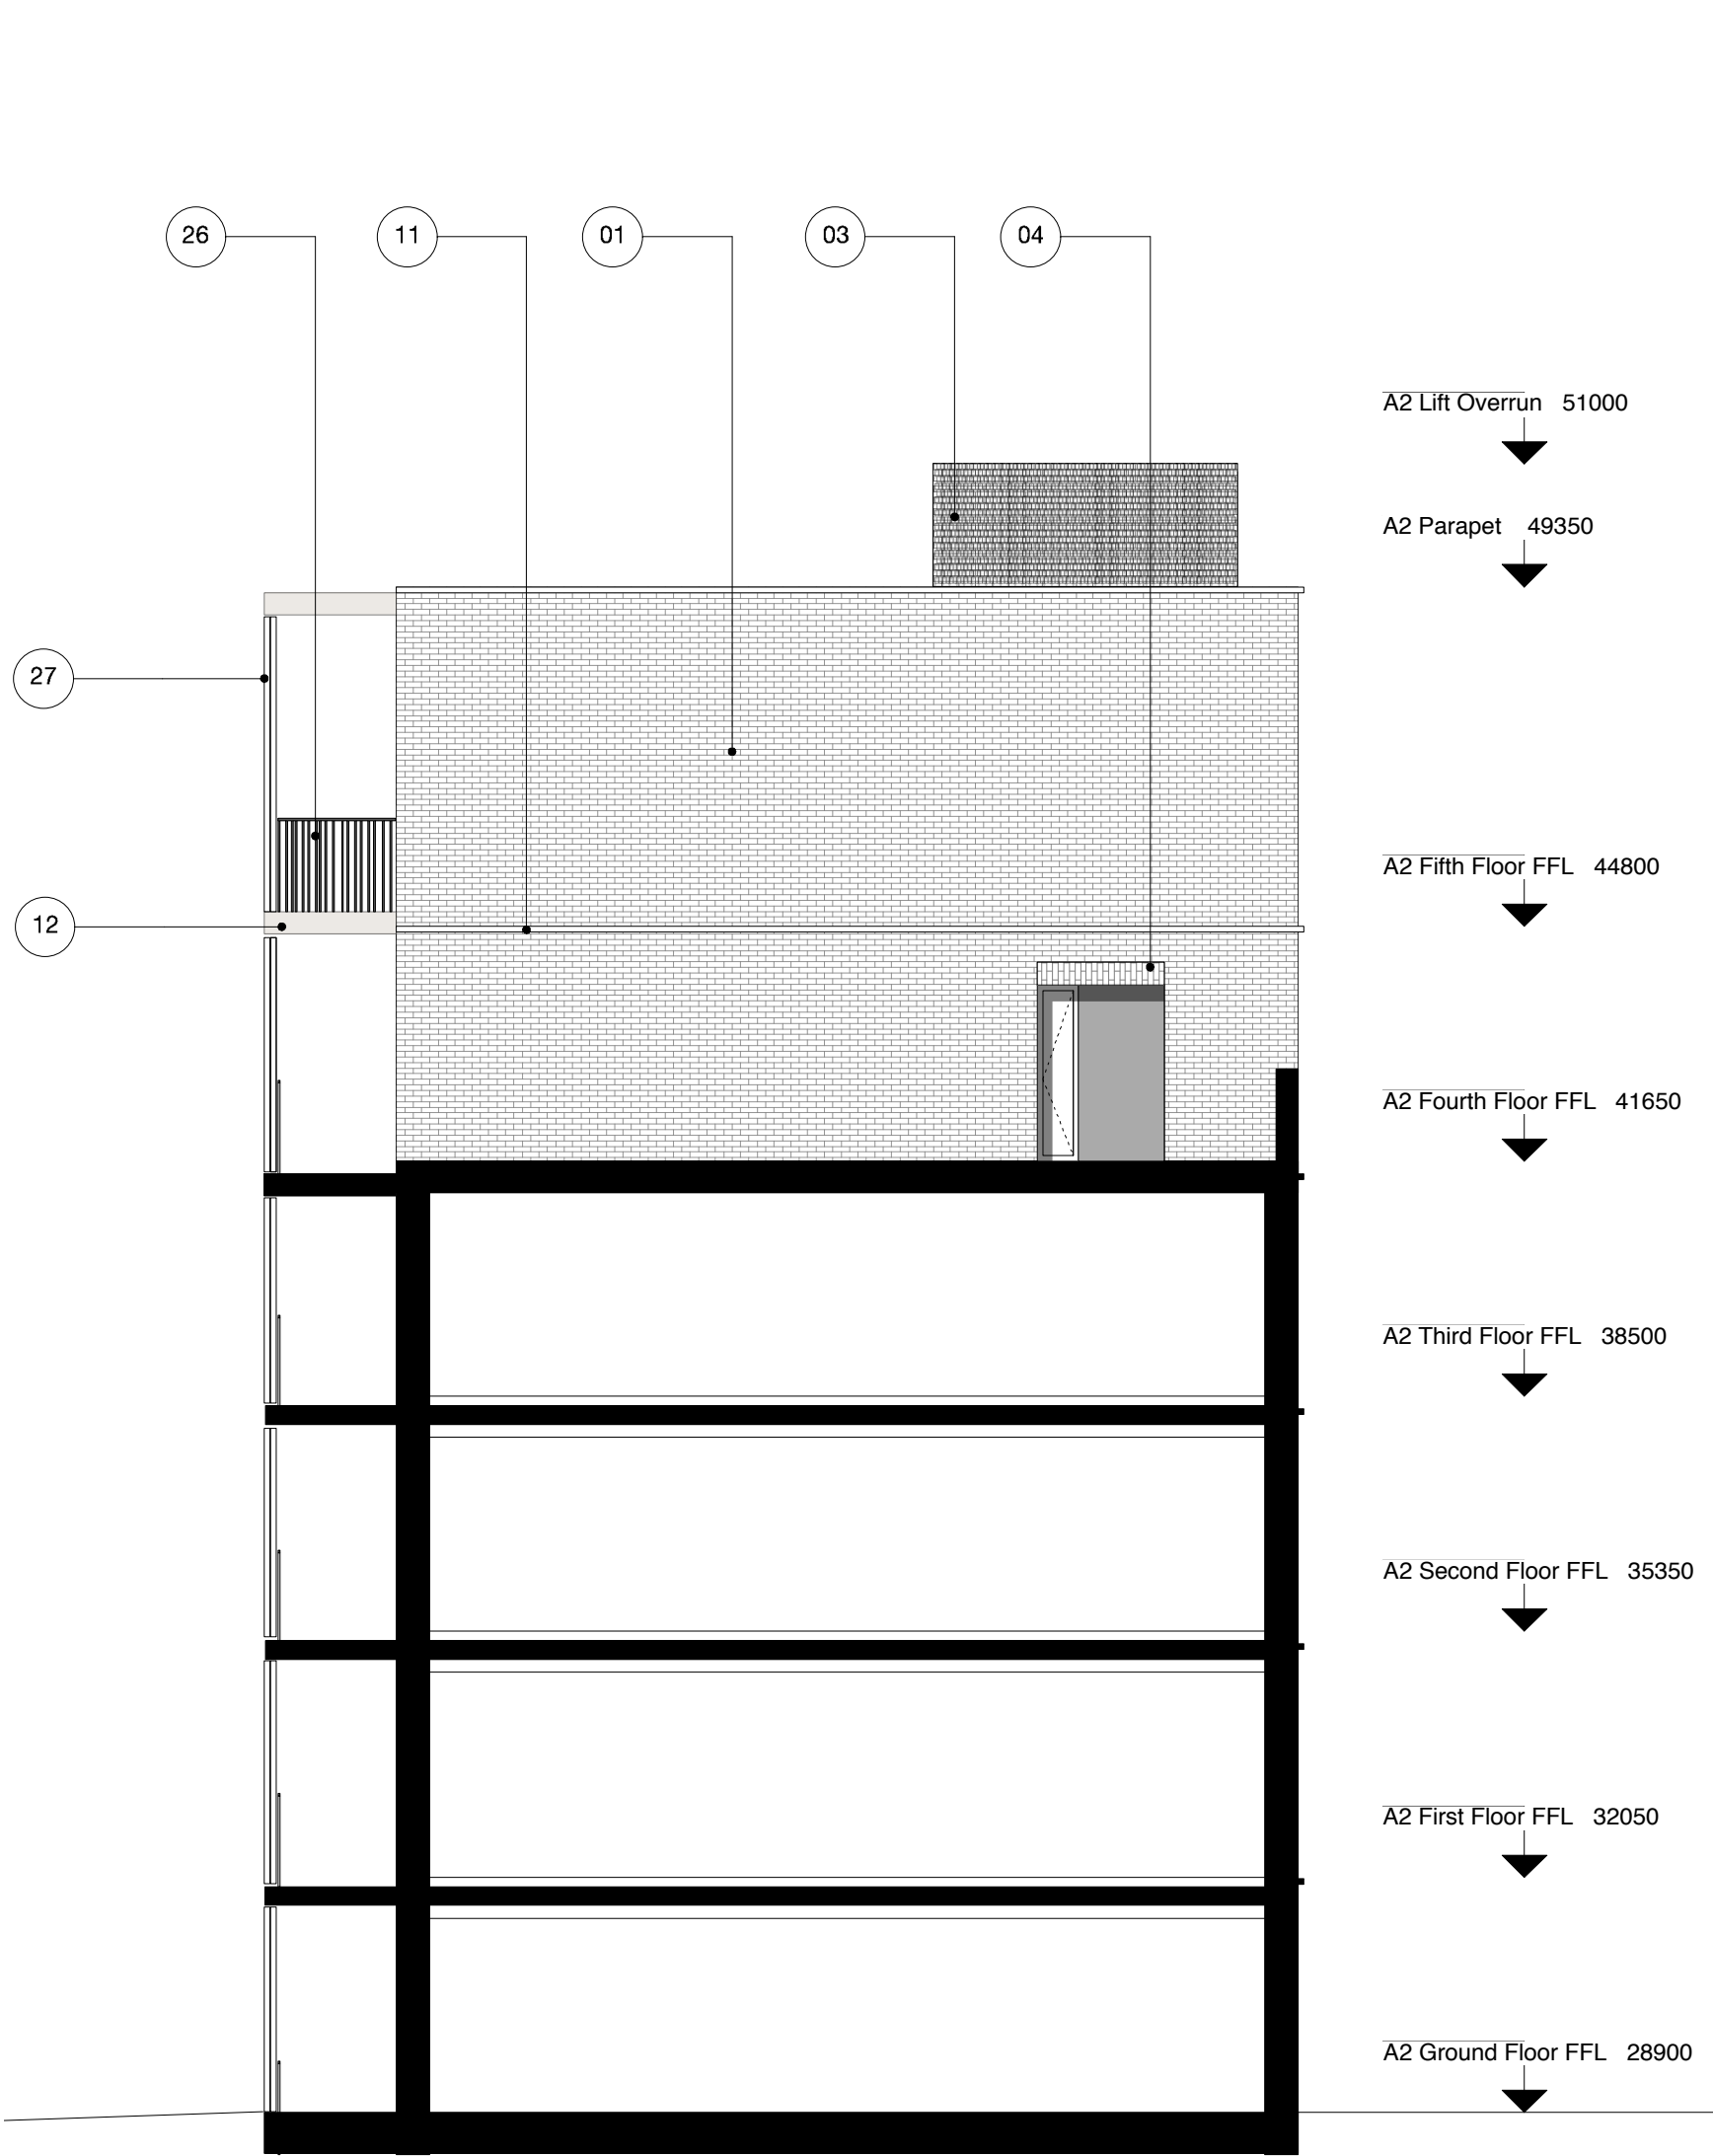 26
11
01
03
04
A2 Lift Overrun 51000
A2 Parapet 49350
27
A2 Fifth Floor FFL 44800
12
A2 Fourth Floor FFL 41650
A2 Third Floor FFL 38500
A2 Second Floor FFL 35350
A2 First Floor FFL 32050
A2 Ground Floor FFL 28900